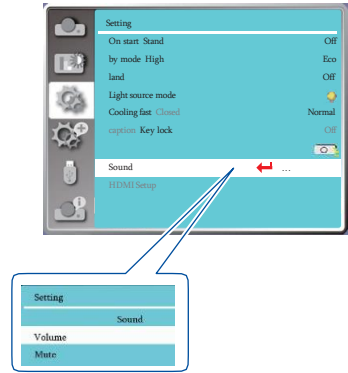 Setting
On start Stand Off
by mode High Eco
land Off
Light source mode
Cooling fast Closed Normal
caption Key lock Off
Sound ...
HDMI Setup
Setting
Sound
Volume
Mute